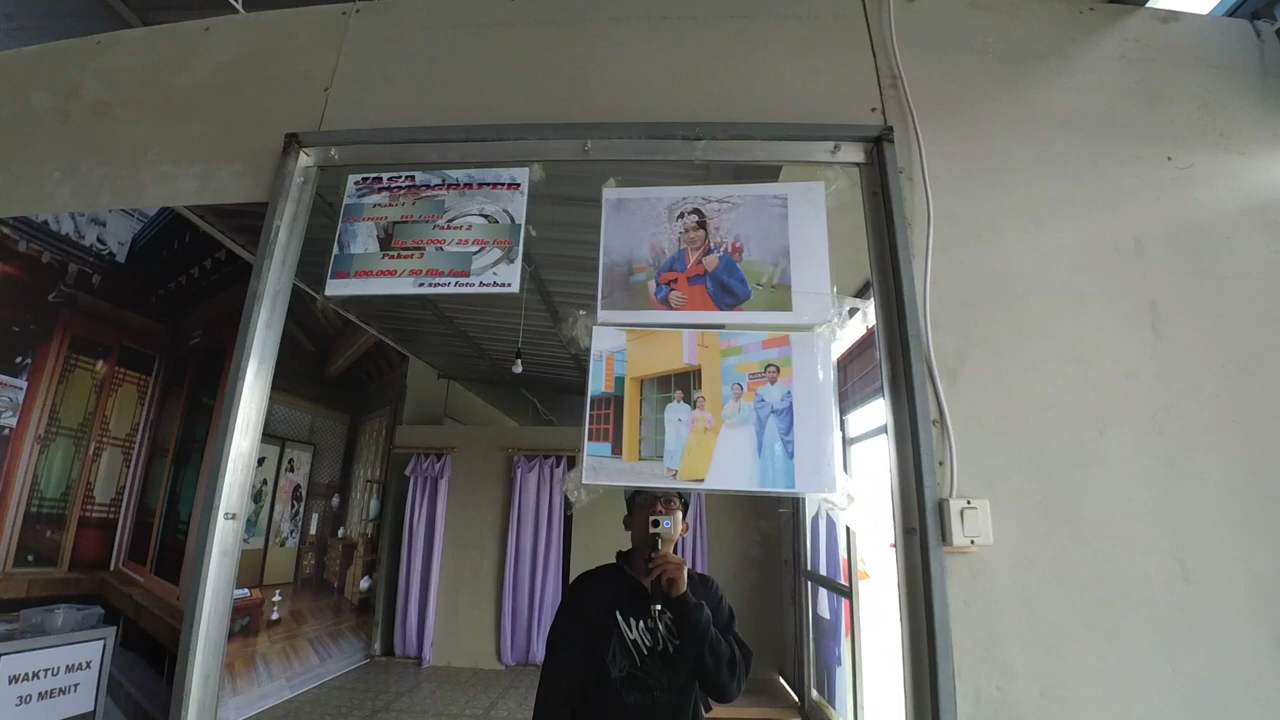 JASA
FOTOGRAFER
Paket 1
Paket 2
Rp 50.000 / 25 file foto
Paket 3
Rp 100.000 / 50 file foto
# spot foto bebas
WAKTU MAX
30 MENIT